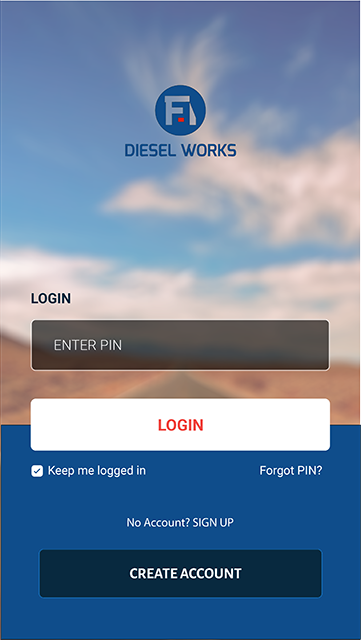 DIESEL WORKS
LOGIN
ENTER PIN
LOGIN
Keep me logged in Forgot PIN?
No Account? SIGN UP
CREATE ACCOUNT